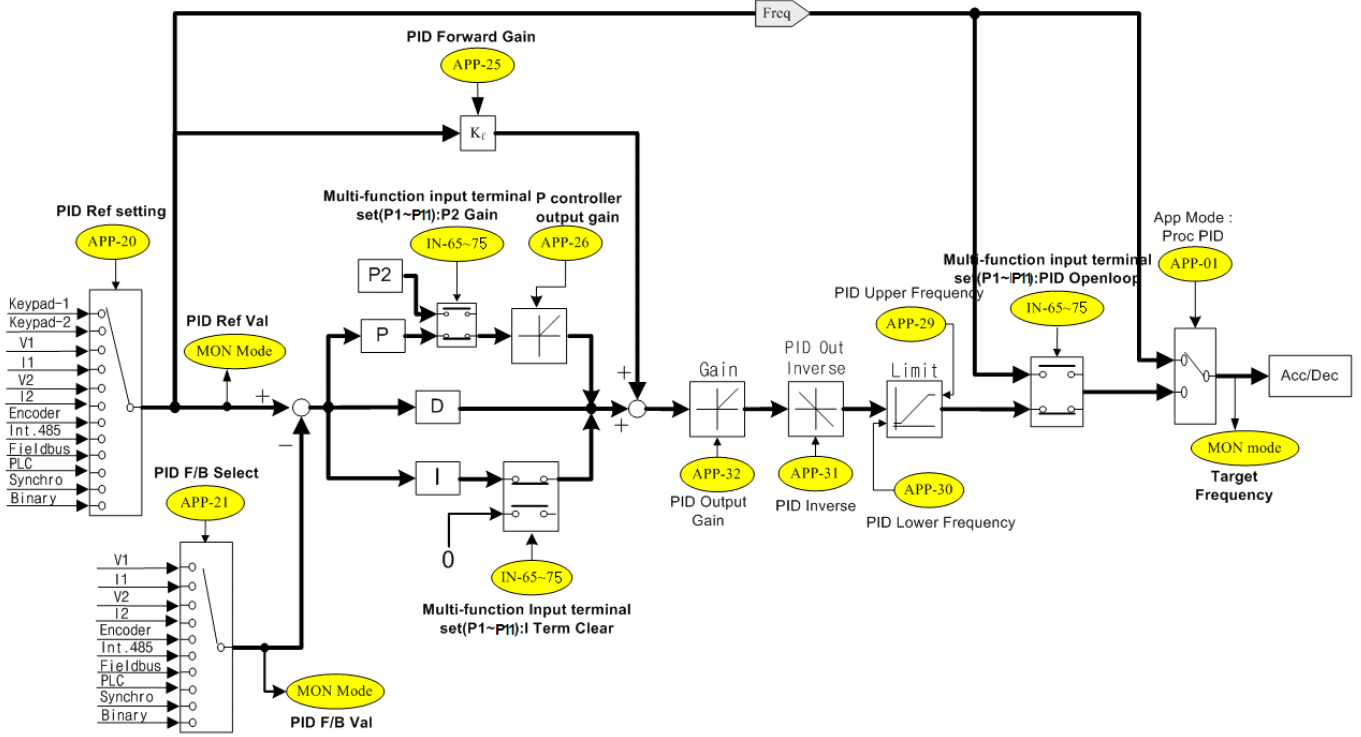 Freq
PID Forward Gain
APP-25
Kf
Multi-function input terminal
set(P1~P11):P2 Gain
P controller
output gain
PID Ref setting
APP-20
IN-65~75
APP-26
App Mode :
Proc PID
APP-01
Multi-function input terminal
set(P1~P11):PID Openloop
P2
PID Upper Frequency
IN-65~75
Keypad-1
Keypad-2
V1
I1
V2
I2
Encoder
Int.485
Fieldbus
PLC
Synchro
Binary
PID Ref Val
MON Mode
APP-29
P
PID Out
Inverse
Gain
Limit
Acc/Dec
+
−
D
+
+
I
0
APP-32
PID Output
Gain
APP-31
PID Inverse
APP-30
PID Lower Frequency
MON mode
Target
Frequency
PID F/B Select
APP-21
IN-65~75
Multi-function Input terminal
set(P1~P11):I Term Clear
V1
I1
V2
I2
Encoder
Int.485
Fieldbus
PLC
Synchro
Binary
MON Mode
PID F/B Val